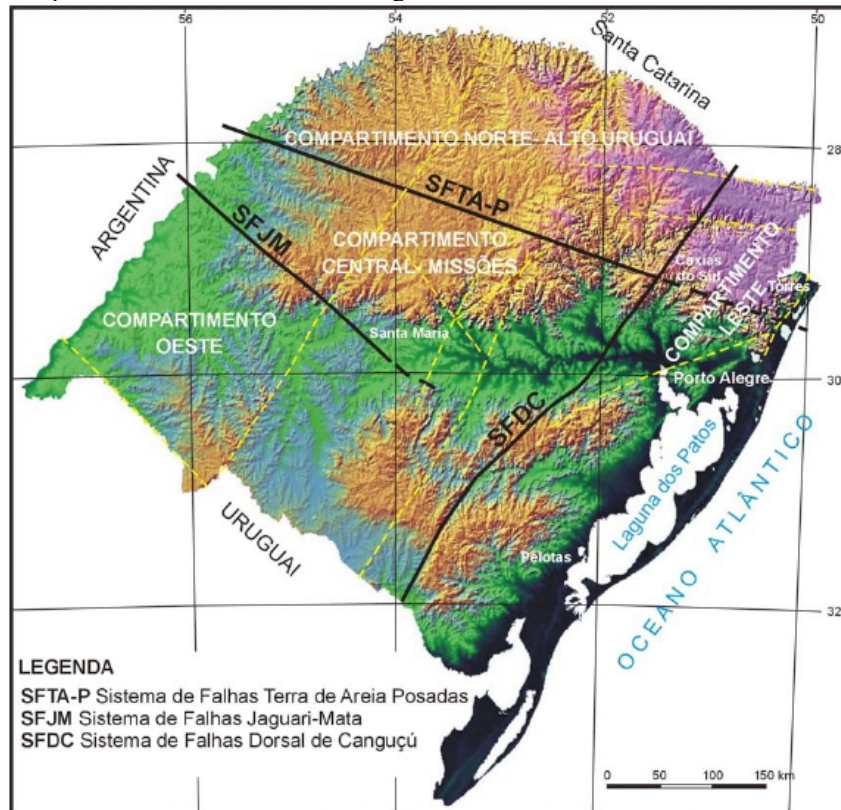 56
54
52
50
Santa Catarina
COMPARTIMENTO NORTE- ALTO URUGUAI
28
ARGENTINA
SFTA-P
SFJM
COMPARTIMENTO
CENTRAL- MISSÕES
Caxias
do Sul
COMPARTIMENTO
LESTE
Torres
COMPARTIMENTO
OESTE
Santa Maria
30
Porto Alegre
SFDC
Laguna dos Patos
OCEANO ATLÂNTICO
URUGUAI
Pelotas
32
LEGENDA
SFTA-P Sistema de Falhas Terra de Areia Posadas
SFJM Sistema de Falhas Jaguari-Mata
SFDC Sistema de Falhas Dorsal de Canguçú
0 50 100 150 km